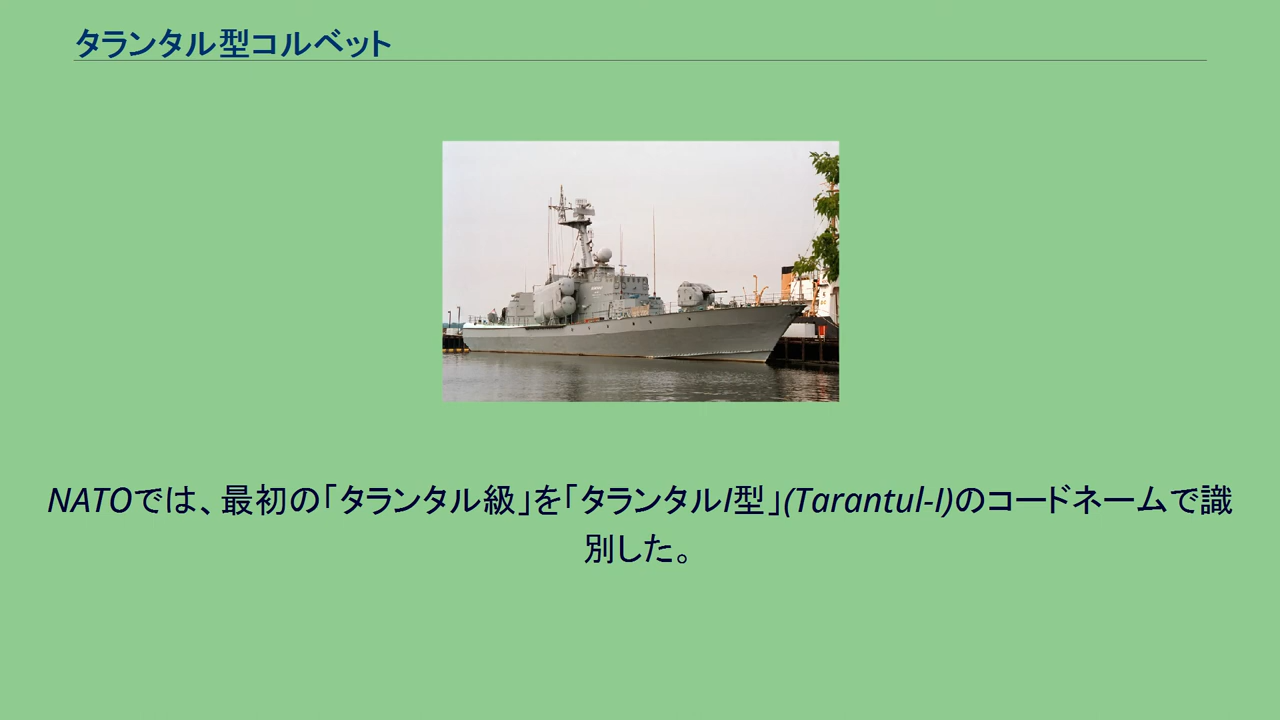 タランタル型コルベット
NATOでは、最初の「タランタル級」を「タランタルI型」(Tarantul-I)のコードネームで識
別した。